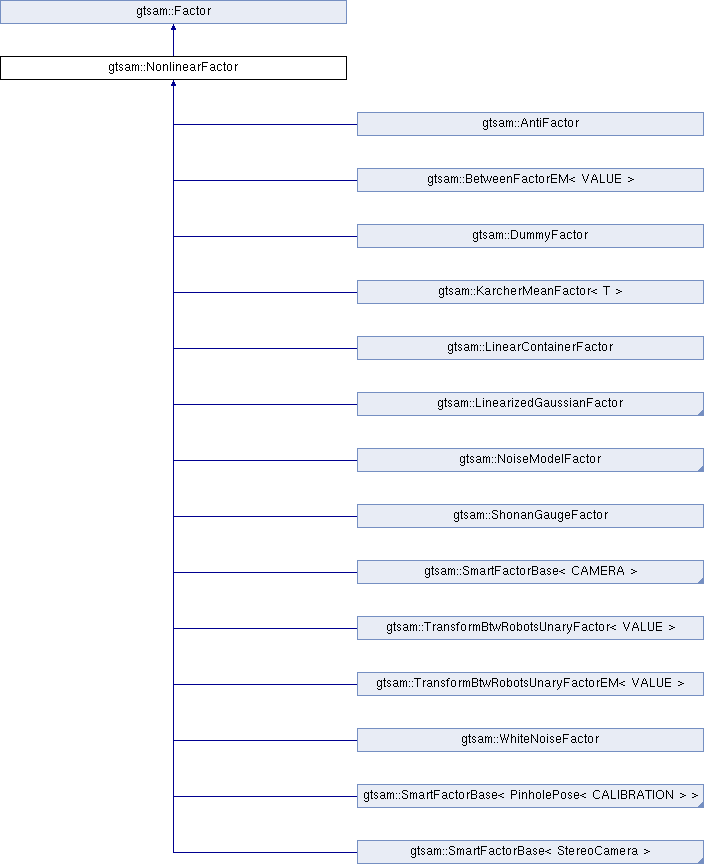 gtsam::Factor
gtsam::NonlinearFactor
gtsam::AntiFactor
gtsam::BetweenFactorEM< VALUE >
gtsam::DummyFactor
gtsam::KarcherMeanFactor< T >
gtsam::LinearContainerFactor
gtsam::LinearizedGaussianFactor
gtsam::NoiseModelFactor
gtsam::ShonanGaugeFactor
gtsam::SmartFactorBase< CAMERA >
gtsam::TransformBtwRobotsUnaryFactor< VALUE >
gtsam::TransformBtwRobotsUnaryFactorEM< VALUE >
gtsam::WhiteNoiseFactor
gtsam::SmartFactorBase< PinholePose< CALIBRATION > >
gtsam::SmartFactorBase< StereoCamera >